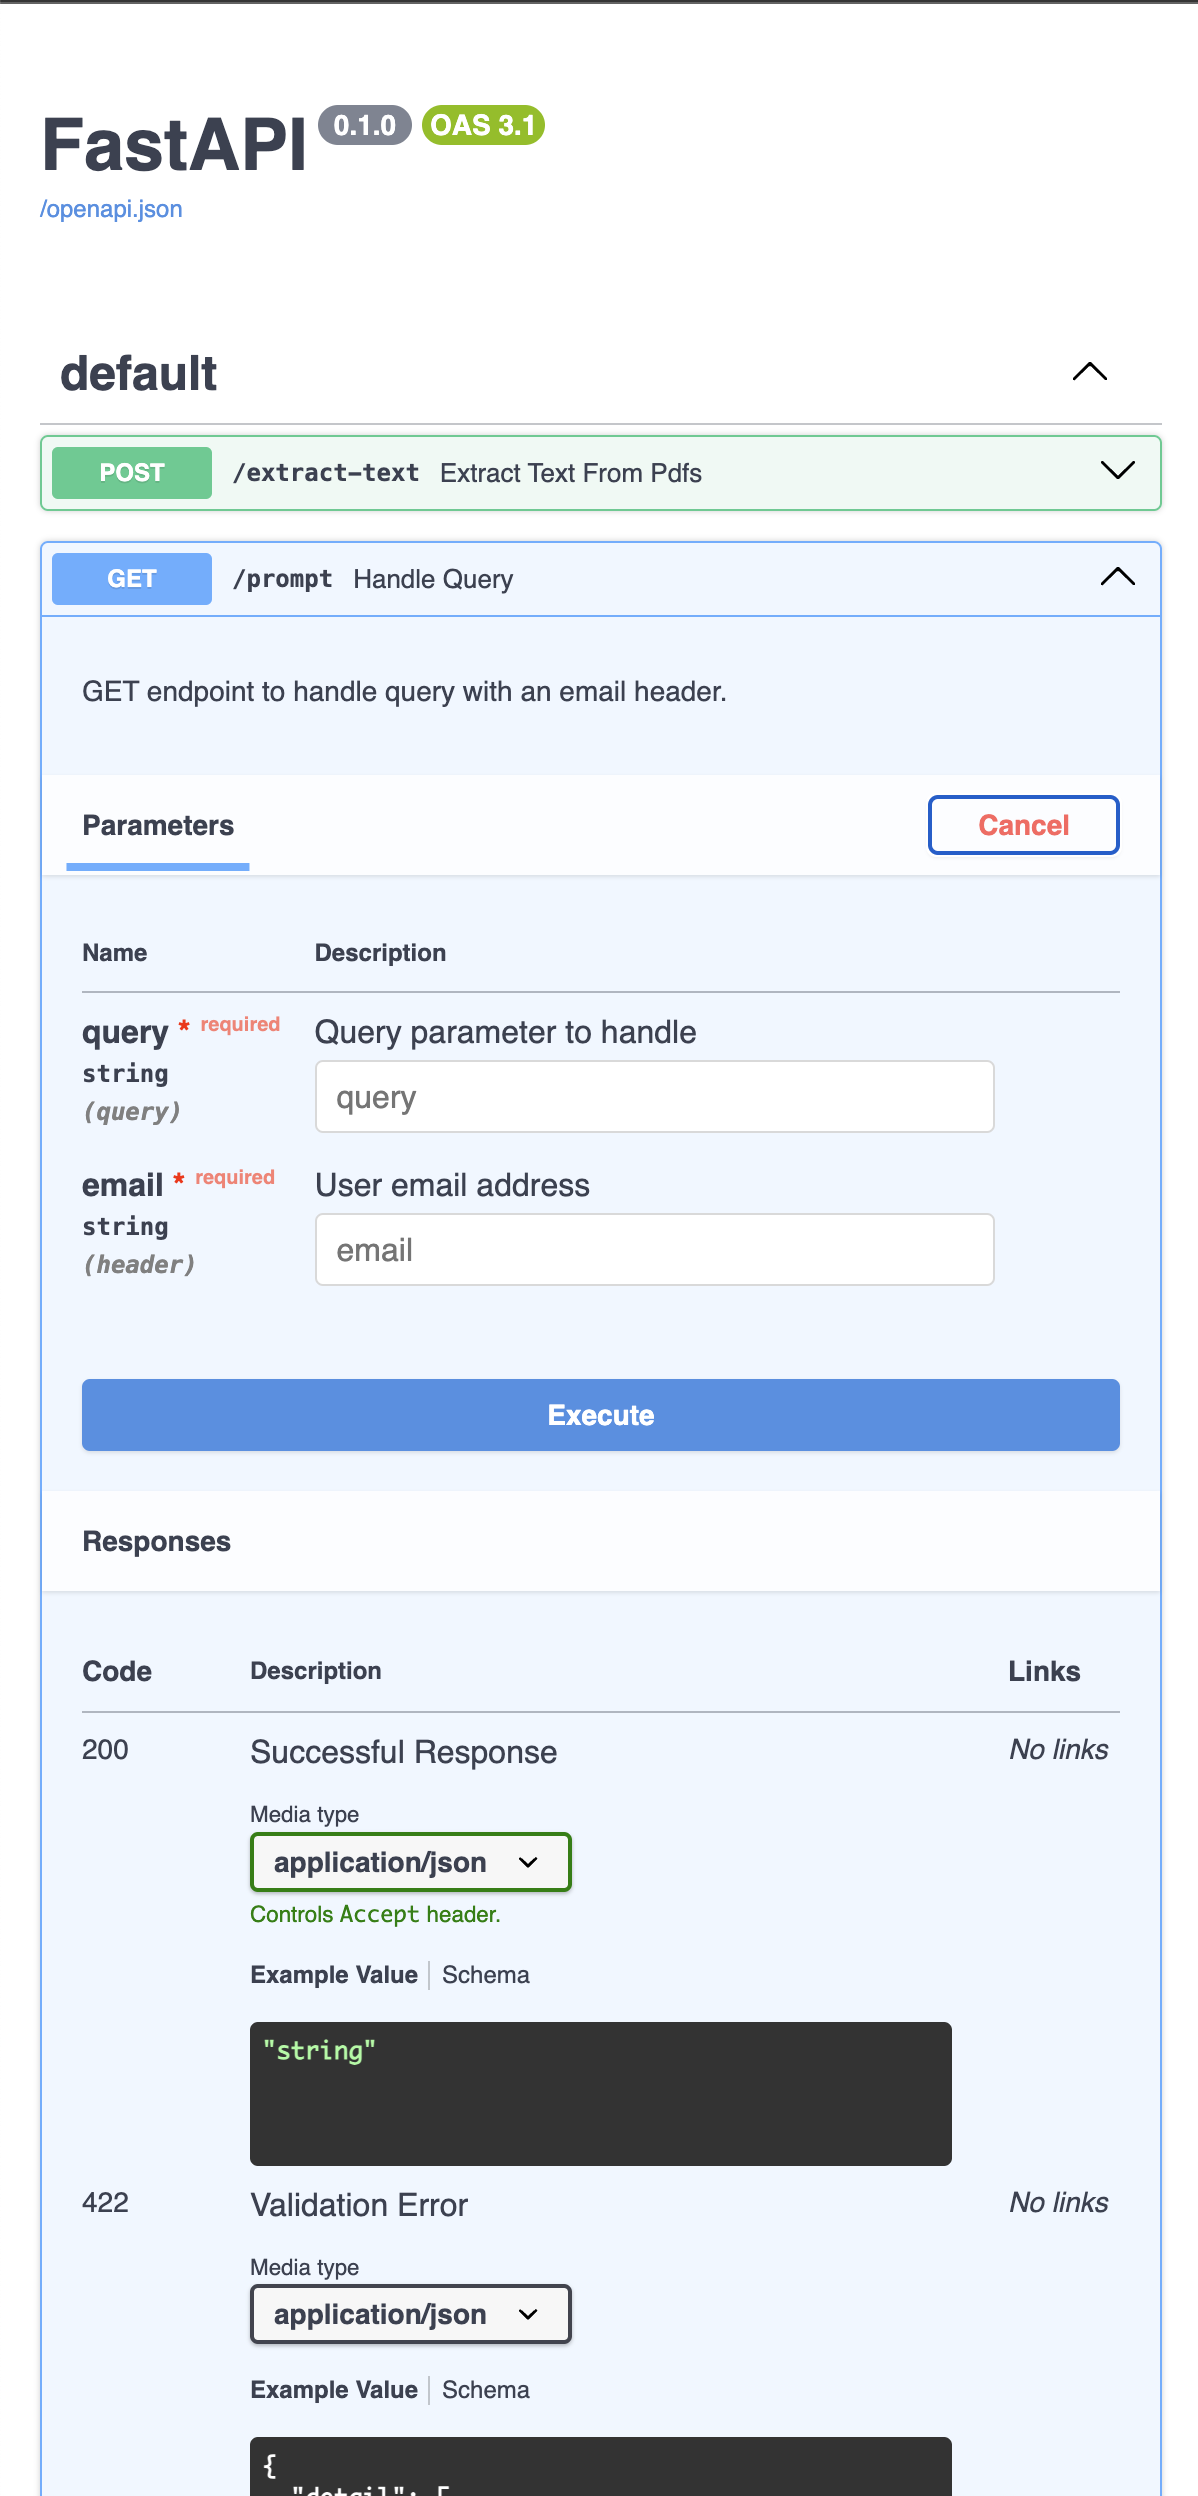 FastAPI 0.1.0 OAS 3.1
/openapi.json
default
POST /extract-text Extract Text From Pdfs
GET /prompt Handle Query
GET endpoint to handle query with an email header.
Parameters Cancel
Name Description
query * required Query parameter to handle
string
(query)
query
email * required User email address
string
(header)
email
Execute
Responses
Code Description Links
200 Successful Response No links
Media type
application/json
Controls Accept header.
Example Value Schema
"string"
422 Validation Error No links
Media type
application/json
Example Value Schema
{
"detail": [